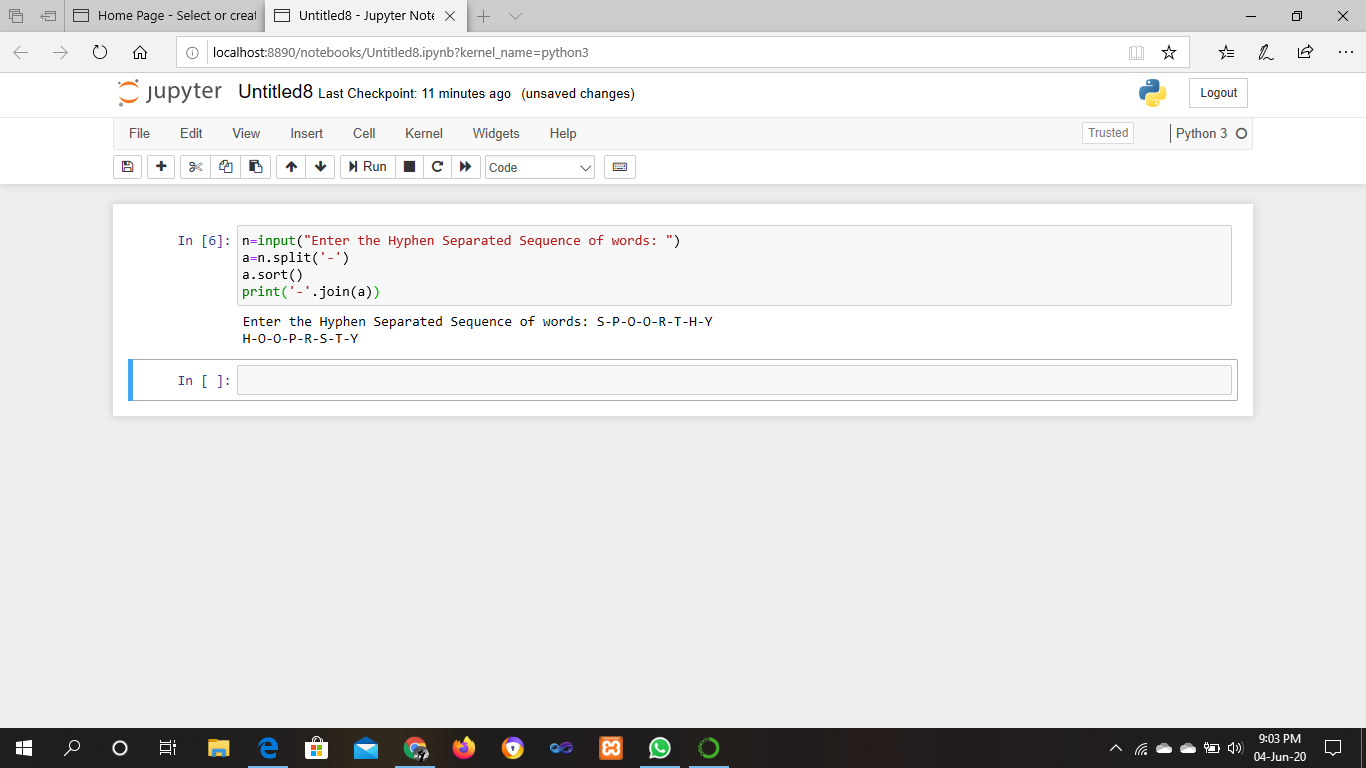 Home Page - Select or creat
Untitled8 - Jupyter Note
localhost:8890/notebooks/Untitled8.ipynb?kernel_name=python3
jupyter Untitled8 Last Checkpoint: 11 minutes ago (unsaved changes)
Logout
File Edit View Insert Cell Kernel Widgets Help
Trusted
Python 3
Run
Code
In [6]: n=input("Enter the Hyphen Separated Sequence of words: ")
a=n.split('-')
a.sort()
print('-'.join(a))
Enter the Hyphen Separated Sequence of words: S-P-O-O-R-T-H-Y
H-O-O-P-R-S-T-Y
In [ ]:
9:03 PM
04-Jun-20